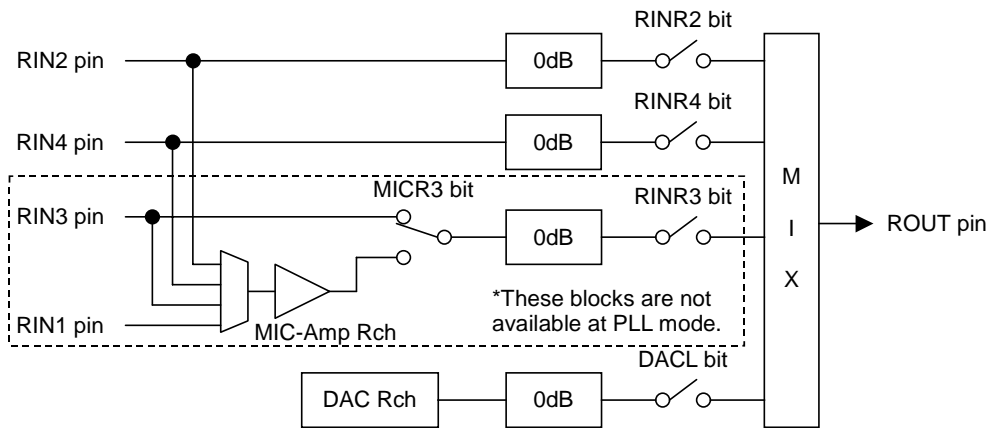 RINR2 bit
RIN2 pin
0dB
RINR4 bit
RIN4 pin
0dB
M
I
X
MICR3 bit
RINR3 bit
RIN3 pin
0dB
ROUT pin
*These blocks are not
available at PLL mode.
RIN1 pin
MIC-Amp Rch
DACL bit
DAC Rch
0dB